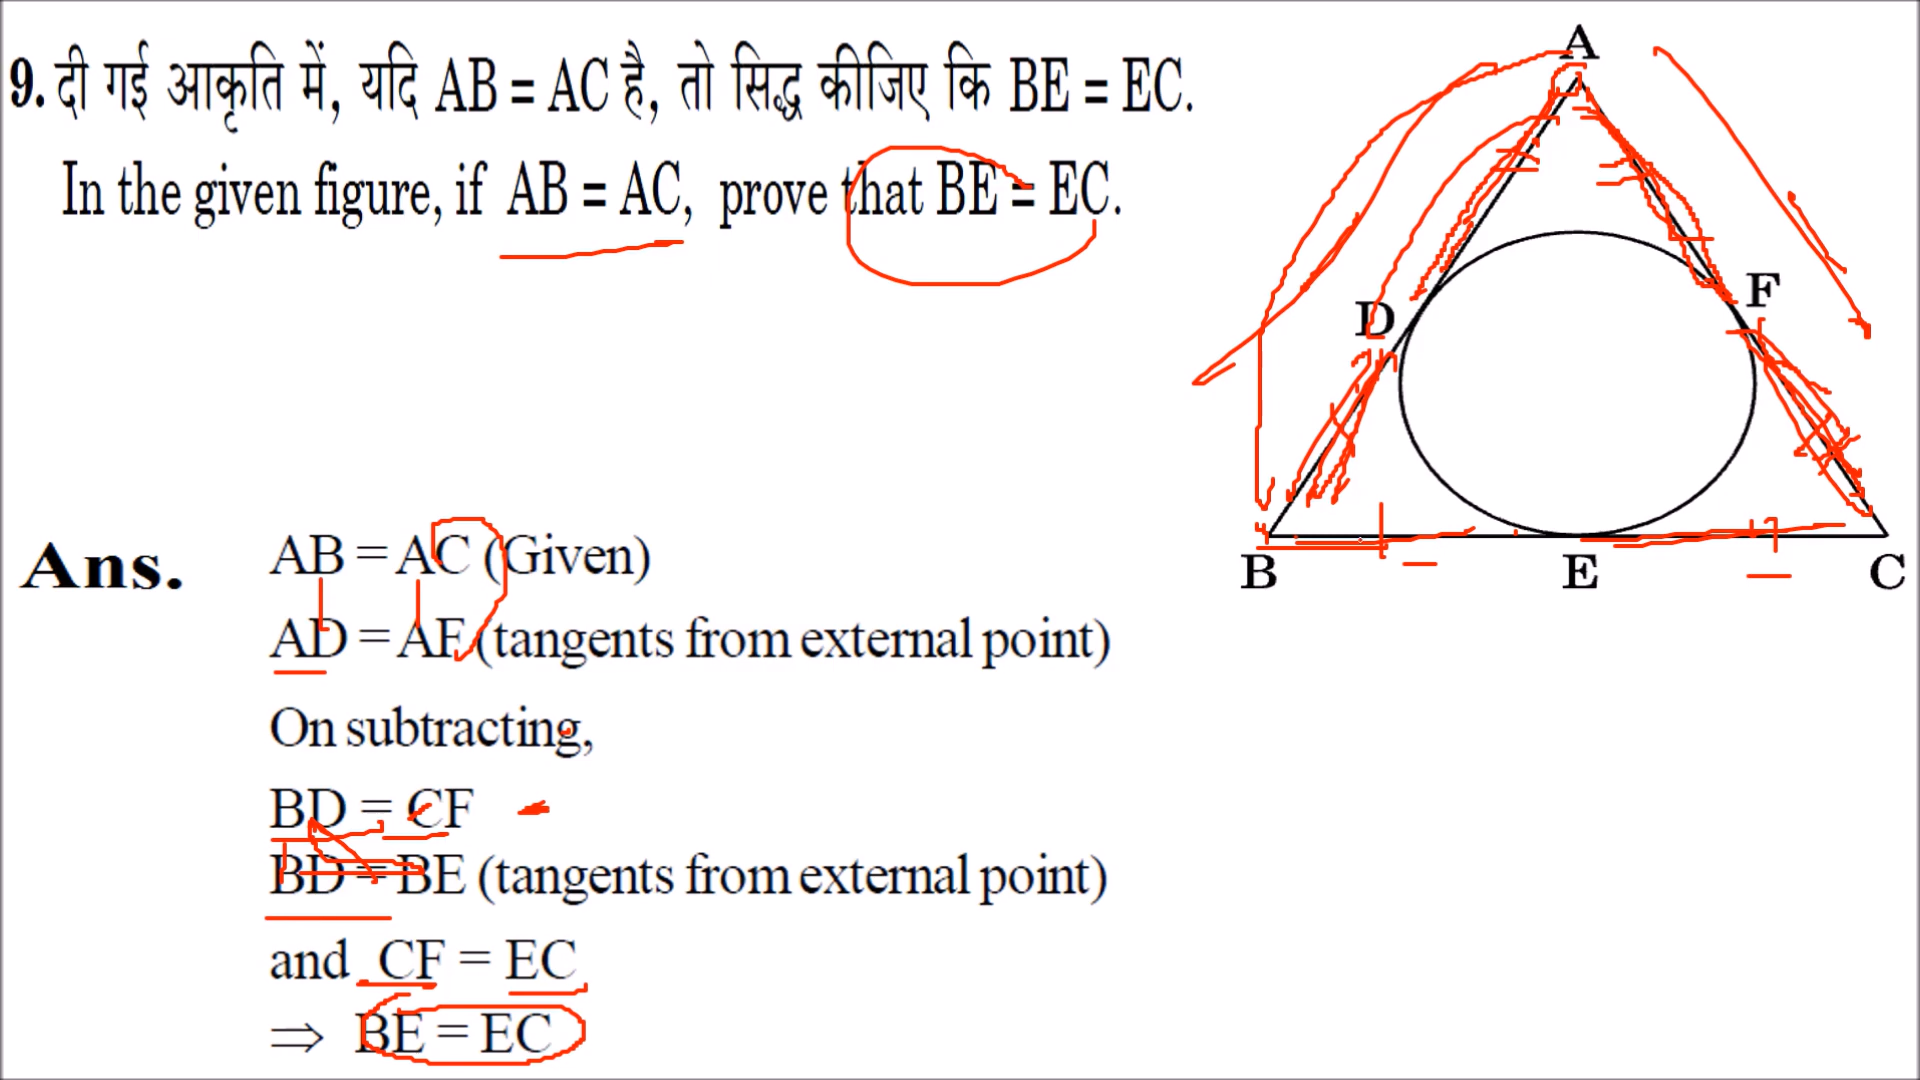 9. दी गई आकृति में, यदि AB = AC है, तो सिद्ध कीजिए कि BE = EC.
In the given figure, if AB = AC, prove that BE = EC.
A
D
F
B
E
C
Ans.
AB = AC (Given)
AD = AF (tangents from external point)
On subtracting,
BD = CF
BD = BE (tangents from external point)
and CF = EC
⇒ BE = EC